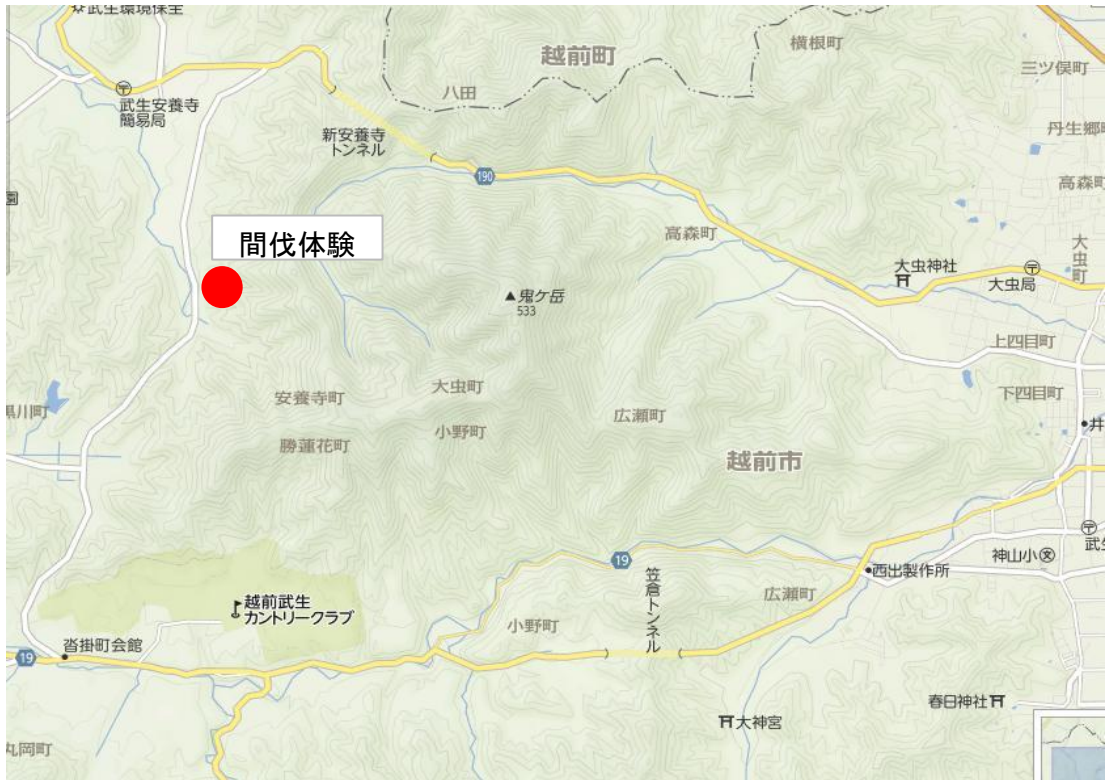 武生環境保全
越前町
横根町
三ツ俣町
八田
武生安養寺
簡易局
新安養寺
トンネル
丹生郷町
190
高森町
園
間伐体験
高森町
大虫町
大虫神社
大虫局
鬼ケ岳
533
上四目町
安養寺町
大虫町
広瀬町
下四目町
黒川町
勝蓮花町
小野町
井
越前市
武生
19
神山小
文
西出製作所
笠倉トンネル
広瀬町
越前武生
カントリークラブ
小野町
沓掛町会館
19
春日神社
大神宮
丸岡町